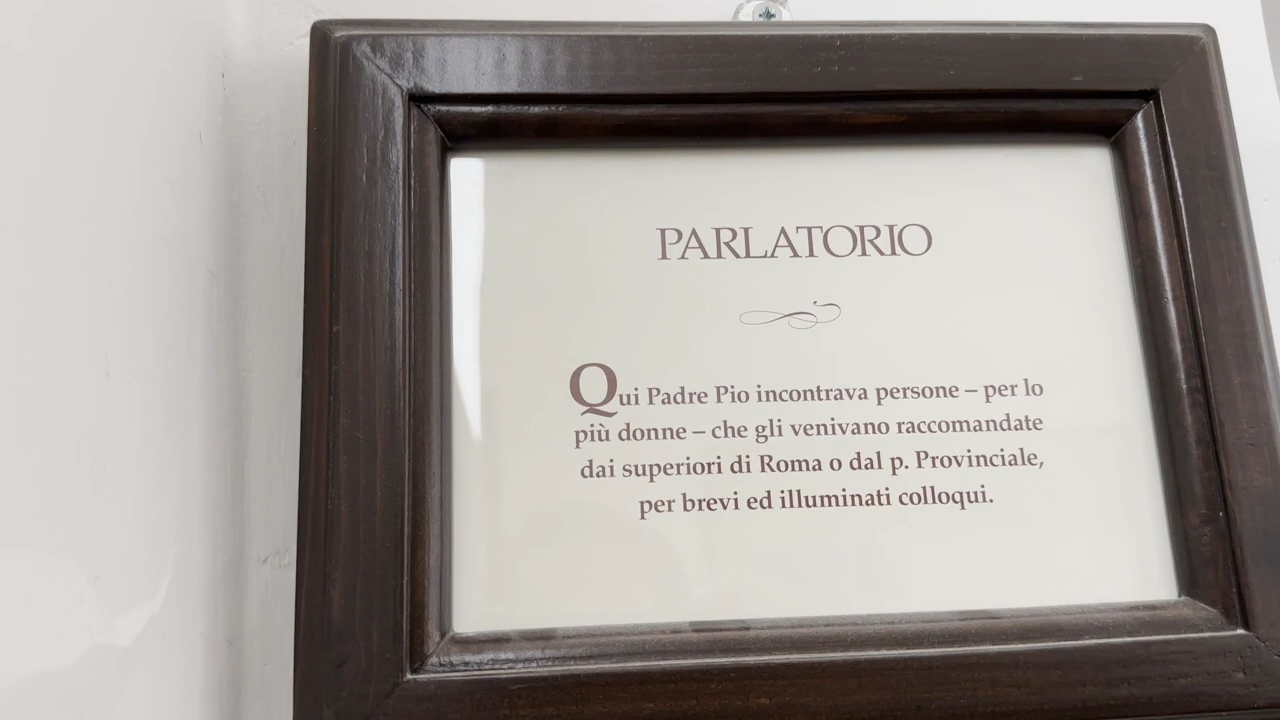 PARLATORIO
Qui Padre Pio incontrava persone – per lo
più donne – che gli venivano raccomandate
dai superiori di Roma o dal p. Provinciale,
per brevi ed illuminati colloqui.